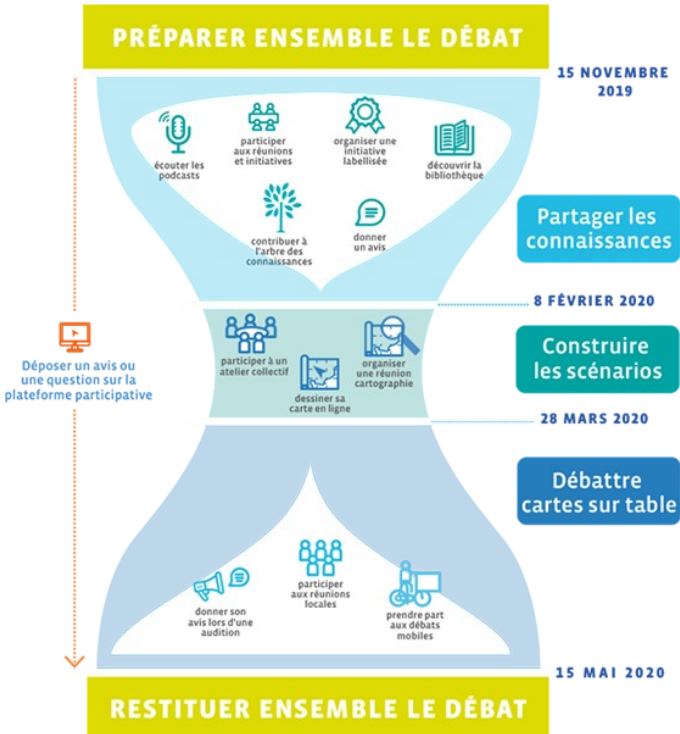 PRÉPARER ENSEMBLE LE DÉBAT
15 NOVEMBRE
2019
écouter les
podcasts
participer
aux réunions
et initiatives
organiser une
initiative
labellisée
découvrir la
bibliothèque
contribuer à
l'arbre des
connaissances
donner
un avis
Partager les
connaissances
8 FÉVRIER 2020
Déposer un avis ou
une question sur la
plateforme participative
participer à un
atelier collectif
dessiner sa
carte en ligne
organiser
une réunion
cartographie
Construire
les scénarios
28 MARS 2020
Débattre
cartes sur table
donner son
avis lors d'une
audition
participer
aux réunions
locales
prendre part
aux débats
mobiles
15 MAI 2020
RESTITUER ENSEMBLE LE DÉBAT